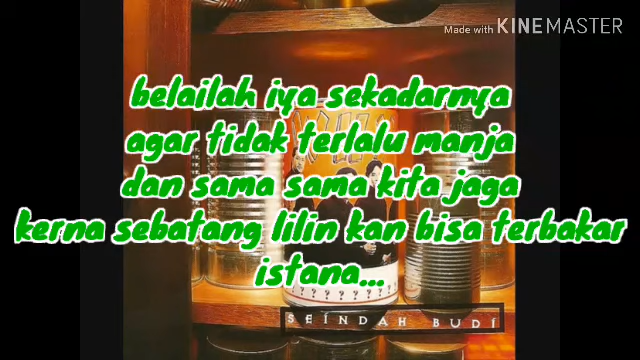 Made with KINEMASTER
belailah iya sekadarnya
agar tidak terlalu manja
dan sama sama kita jaga
kerna sebatang lilin kan bisa terbakar
istana...
SEINDAH BUDI